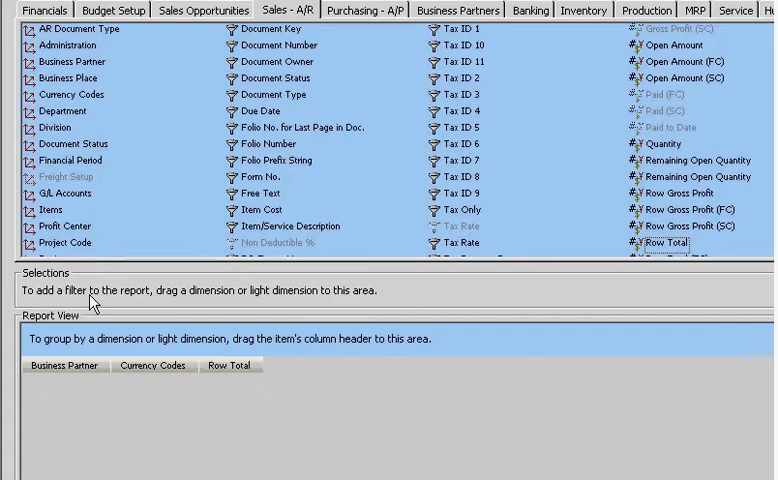 Financials Budget Setup Sales Opportunities Sales - A/R Purchasing - A/P Business Partners Banking Inventory Production MRP Service Hu
AR Document Type Document Key Tax ID 1 Gross Profit (SC)
Administration Document Number Tax ID 10 Open Amount
Business Partner Document Owner Tax ID 11 Open Amount (FC)
Business Place Document Status Tax ID 2 Open Amount (SC)
Currency Codes Document Type Tax ID 3 Paid (FC)
Department Due Date Tax ID 4 Paid (SC)
Division Folio No. for Last Page in Doc. Tax ID 5 Paid to Date
Document Status Folio Number Tax ID 6 Quantity
Financial Period Folio Prefix String Tax ID 7 Remaining Open Quantity
Freight Setup Form No. Tax ID 8 Remaining Open Quantity
G/L Accounts Free Text Tax ID 9 Row Gross Profit
Items Item Cost Tax Only Row Gross Profit (FC)
Profit Center Item/Service Description Tax Rate Row Gross Profit (SC)
Project Code Non Deductible % Tax Rate Row Total
Selections
To add a filter to the report, drag a dimension or light dimension to this area.
Report View
To group by a dimension or light dimension, drag the item's column header to this area.
Business Partner Currency Codes Row Total